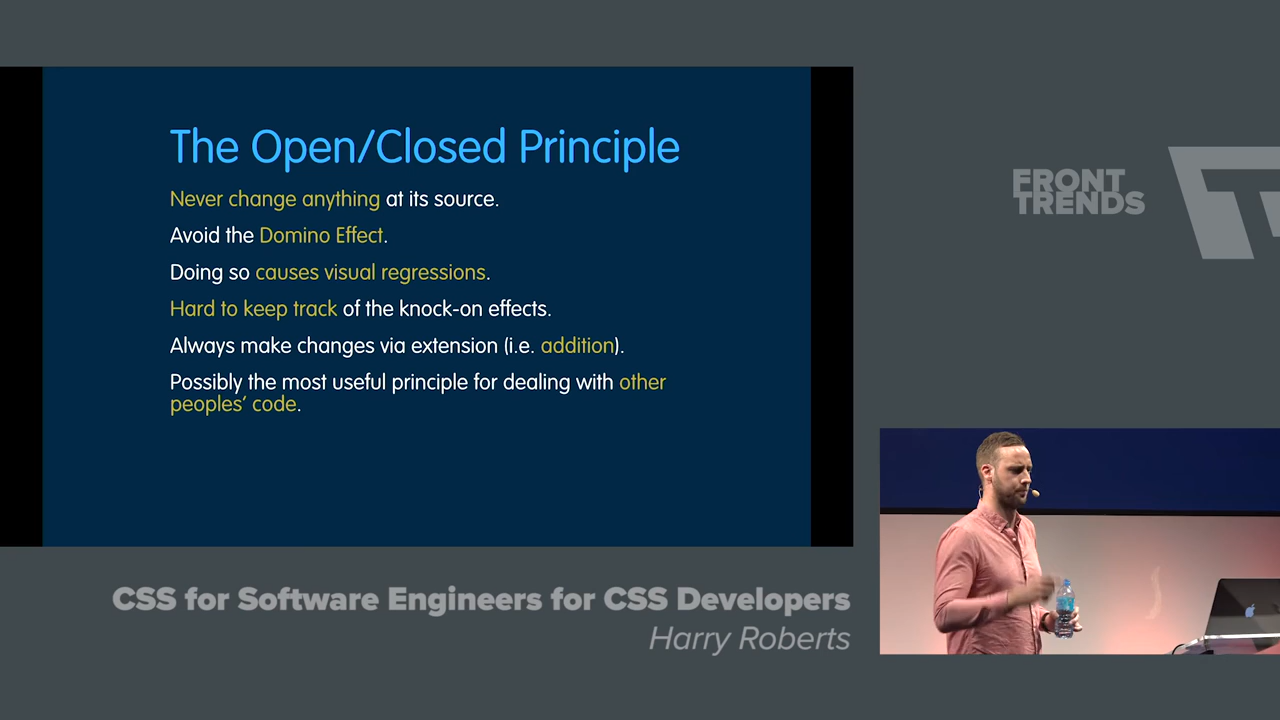 The Open/Closed Principle
Never change anything at its source.
Avoid the Domino Effect.
Doing so causes visual regressions.
Hard to keep track of the knock-on effects.
Always make changes via extension (i.e. addition).
Possibly the most useful principle for dealing with other
peoples’ code.
FRONT
TRENDS
CSS for Software Engineers for CSS Developers
Harry Roberts